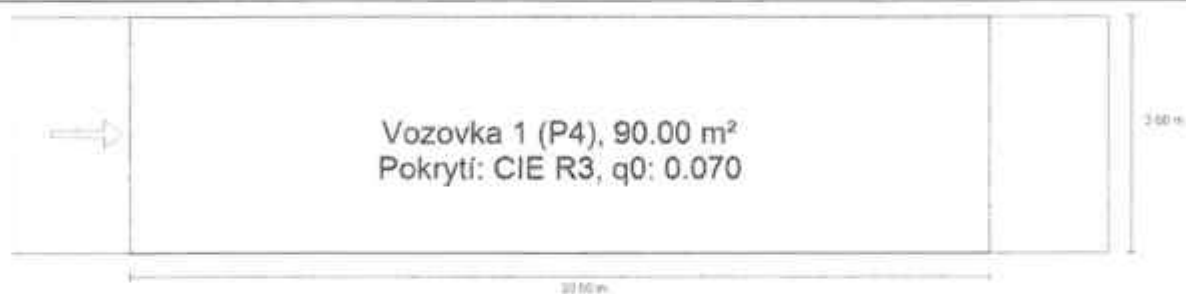 Vozovka 1 (P4), 90.00 m²
Pokrytí: CIE R3, q0: 0.070